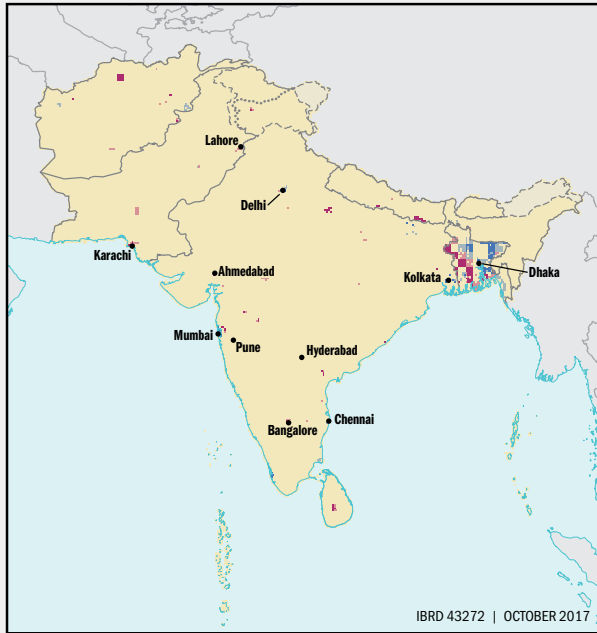 Lahore
Delhi
Karachi
Ahmedabad
Kolkata
Dhaka
Mumbai
Pune
Hyderabad
Bangalore
Chennai
IBRD 43272 | OCTOBER 2017